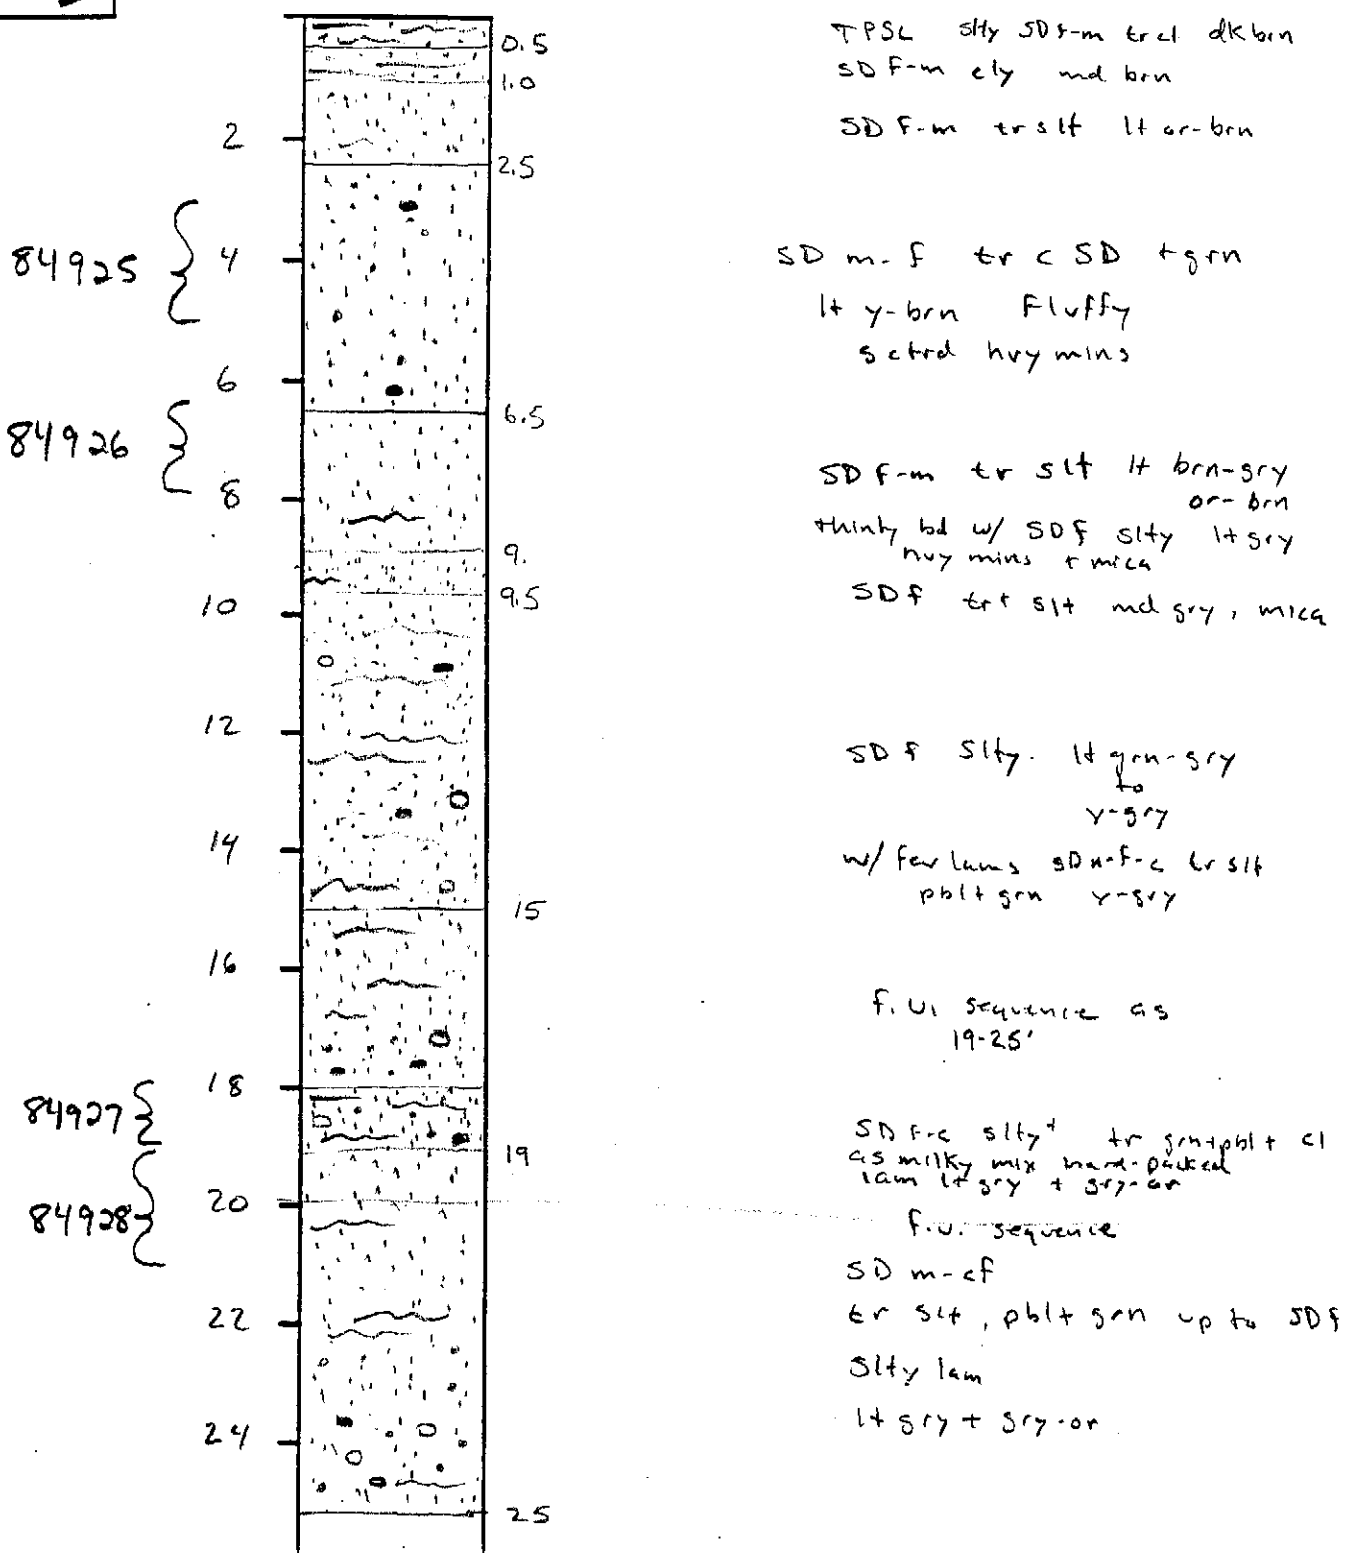 0.5
TPSL slty SD f-m tr cl dk brn
SD F-m cly md brn
1.0
SD F-m tr slt lt or-brn
2
2.5
84925
4
SD m-f tr c SD + grn
lt y-brn Fluffy
sctrd hvy mins
6
6.5
84926
SD F-m tr slt lt brn-gry
or-brn
8
thinly bd w/ SD f slty lt gry
hvy mins + mica
9.
9.5
SD f tr+ slt md gry, mica
10
12
SD f slty. lt grn-gry
to
y-gry
14
w/ few lams SD m-f-c tr slt
pbl+grn y-gry
15
16
f.u. sequence as
19-25'
18
84927
SD F-c slty+ tr grn+pbl+ cl
as milky mix hard-packed
lam lt gry + gry-or
19
20
84928
f.u. sequence
SD m-cf
22
tr slt, pbl+ grn up to SD f
slty lam
24
lt gry + gry-or
25